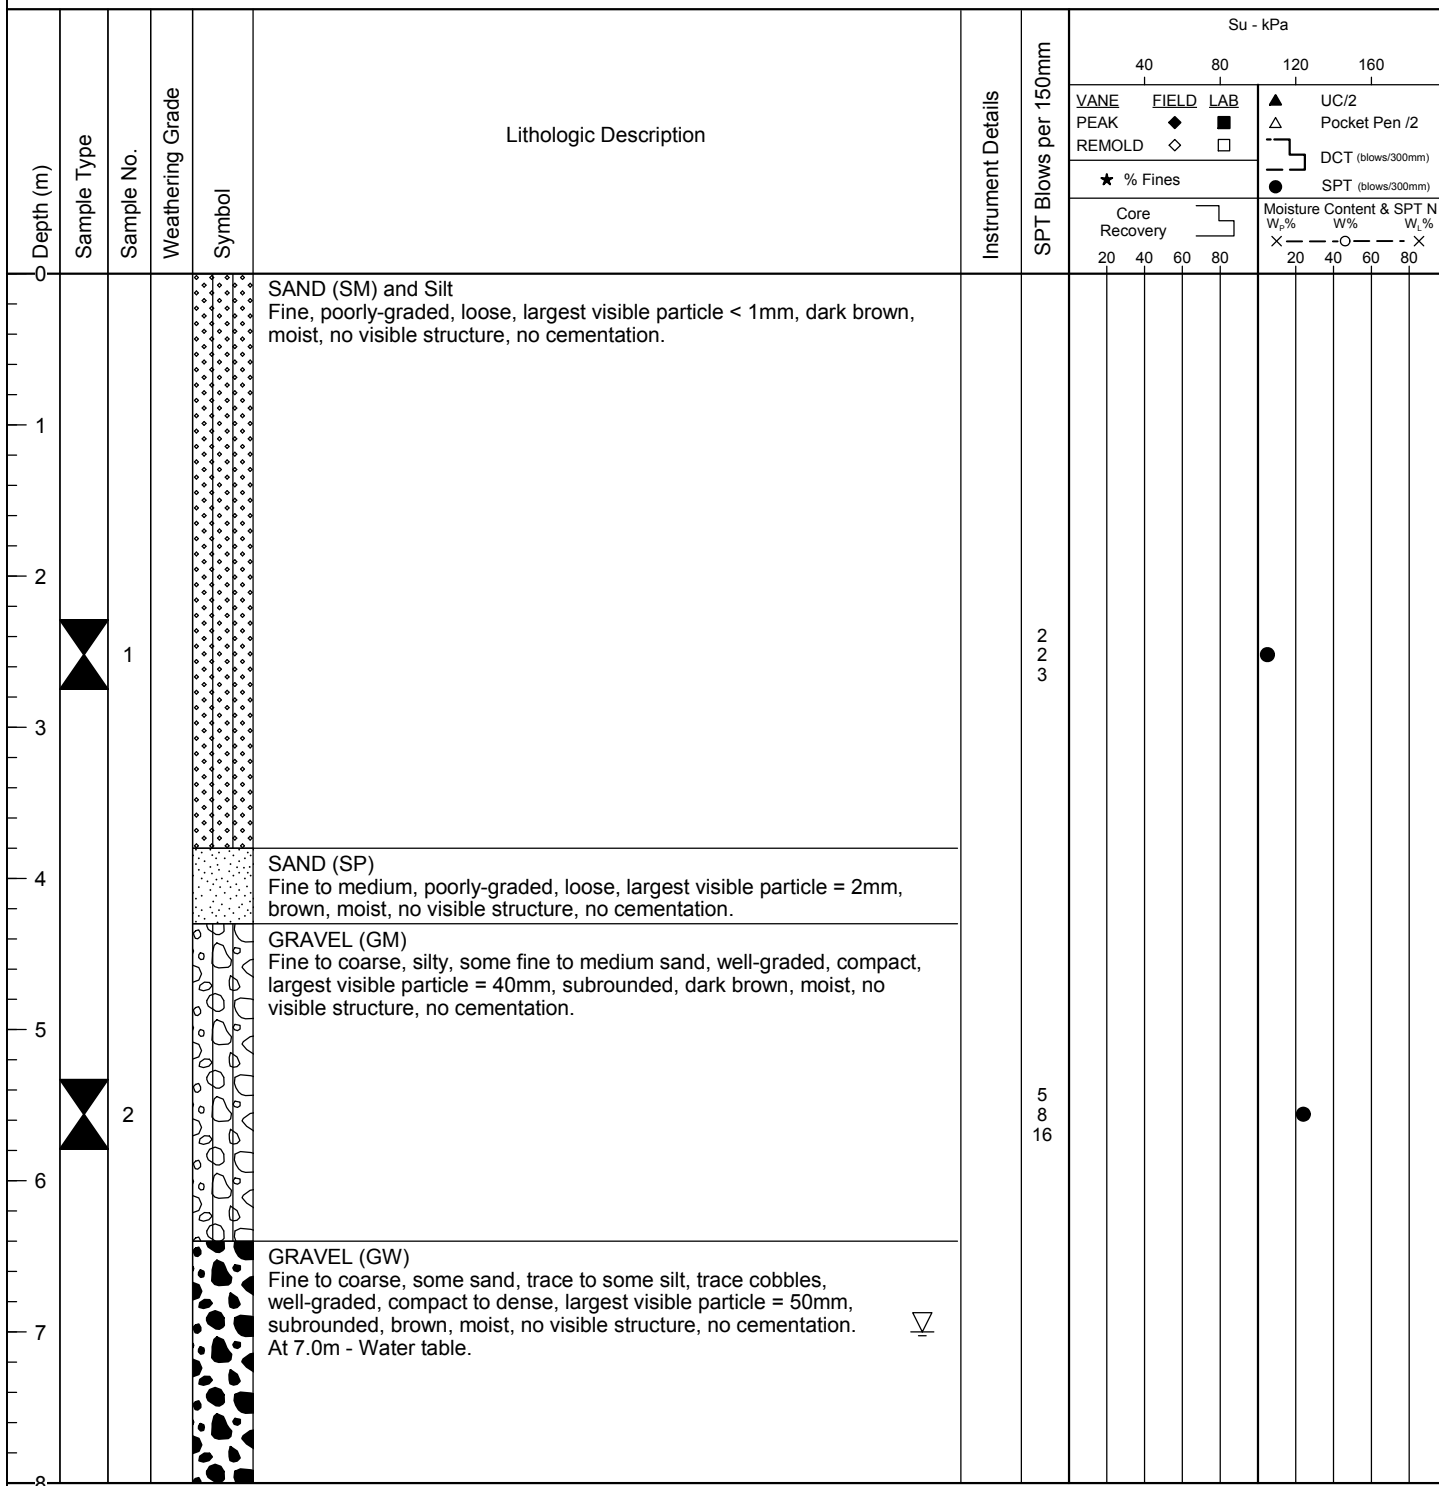 Depth (m)
Sample Type
Sample No.
Weathering Grade
Symbol
Lithologic Description
Instrument Details
SPT Blows per 150mm
Su - kPa
40 80 120 160
VANE FIELD LAB
PEAK
REMOLD
% Fines
Core
Recovery
UC/2
Pocket Pen /2
DCT (blows/300mm)
SPT (blows/300mm)
Moisture Content & SPT N
WP% W% WL%
20 40 60 80 20 40 60 80
0
SAND (SM) and Silt
Fine, poorly-graded, loose, largest visible particle < 1mm, dark brown,
moist, no visible structure, no cementation.
1
2
1
2
2
3
3
SAND (SP)
4
Fine to medium, poorly-graded, loose, largest visible particle = 2mm,
brown, moist, no visible structure, no cementation.
GRAVEL (GM)
Fine to coarse, silty, some fine to medium sand, well-graded, compact,
largest visible particle = 40mm, subrounded, dark brown, moist, no
visible structure, no cementation.
5
2
5
8
16
6
GRAVEL (GW)
Fine to coarse, some sand, trace to some silt, trace cobbles,
well-graded, compact to dense, largest visible particle = 50mm,
subrounded, brown, moist, no visible structure, no cementation.
7
At 7.0m - Water table.
8